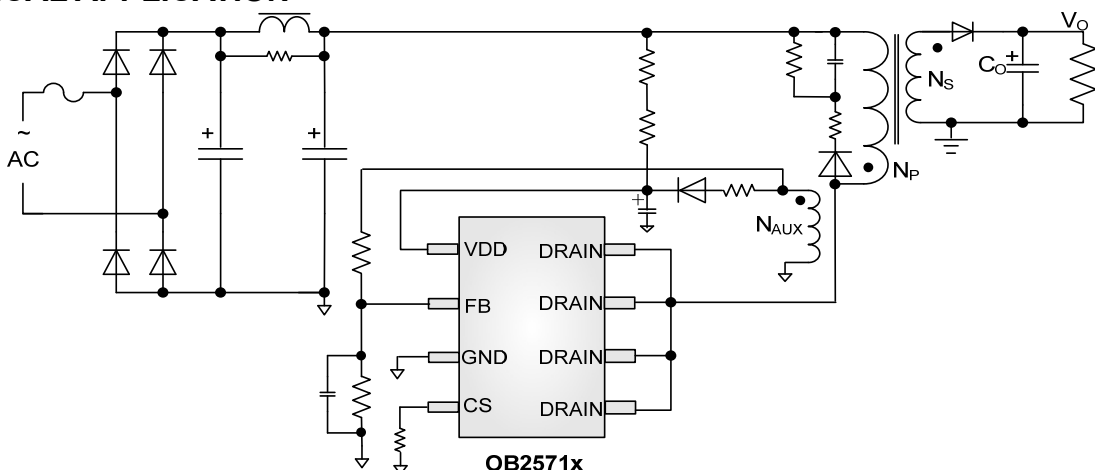 V_O
+
C_O
N_S
~
AC
+
+
N_P
+
N_AUX
VDD
DRAIN
FB
DRAIN
GND
DRAIN
CS
DRAIN
OB2571x